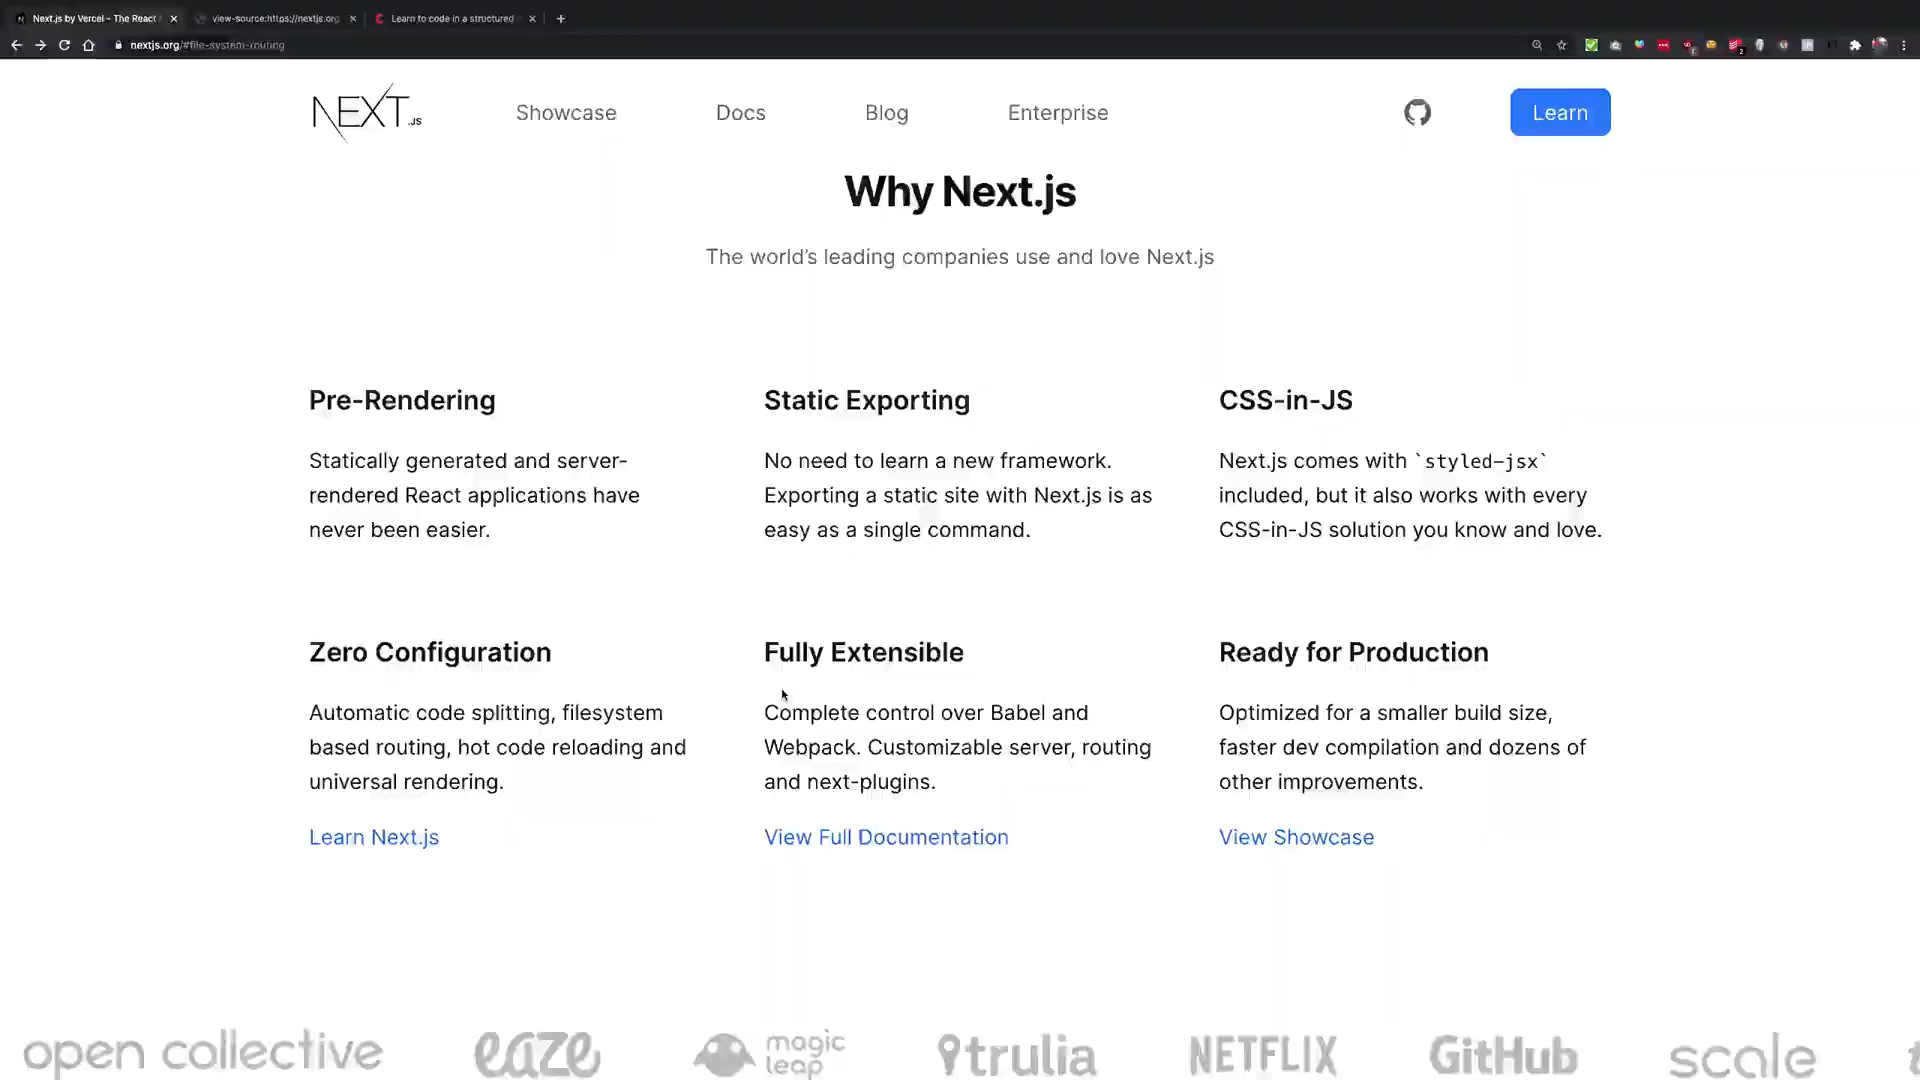 Next.js by Vercel - The React
view-source:https://nextjs.org
Learn to code in a structured
nextjs.org/#file-system-routing
NEXT.JS
Showcase
Docs
Blog
Enterprise
Learn
Why Next.js
The world’s leading companies use and love Next.js
Pre-Rendering
Statically generated and server-
rendered React applications have
never been easier.
Static Exporting
No need to learn a new framework.
Exporting a static site with Next.js is as
easy as a single command.
CSS-in-JS
Next.js comes with `styled-jsx`
included, but it also works with every
CSS-in-JS solution you know and love.
Zero Configuration
Automatic code splitting, filesystem
based routing, hot code reloading and
universal rendering.
Learn Next.js
Fully Extensible
Complete control over Babel and
Webpack. Customizable server, routing
and next-plugins.
View Full Documentation
Ready for Production
Optimized for a smaller build size,
faster dev compilation and dozens of
other improvements.
View Showcase
open collective
eaze
magic
leap
trulia
NETFLIX
GitHub
scale